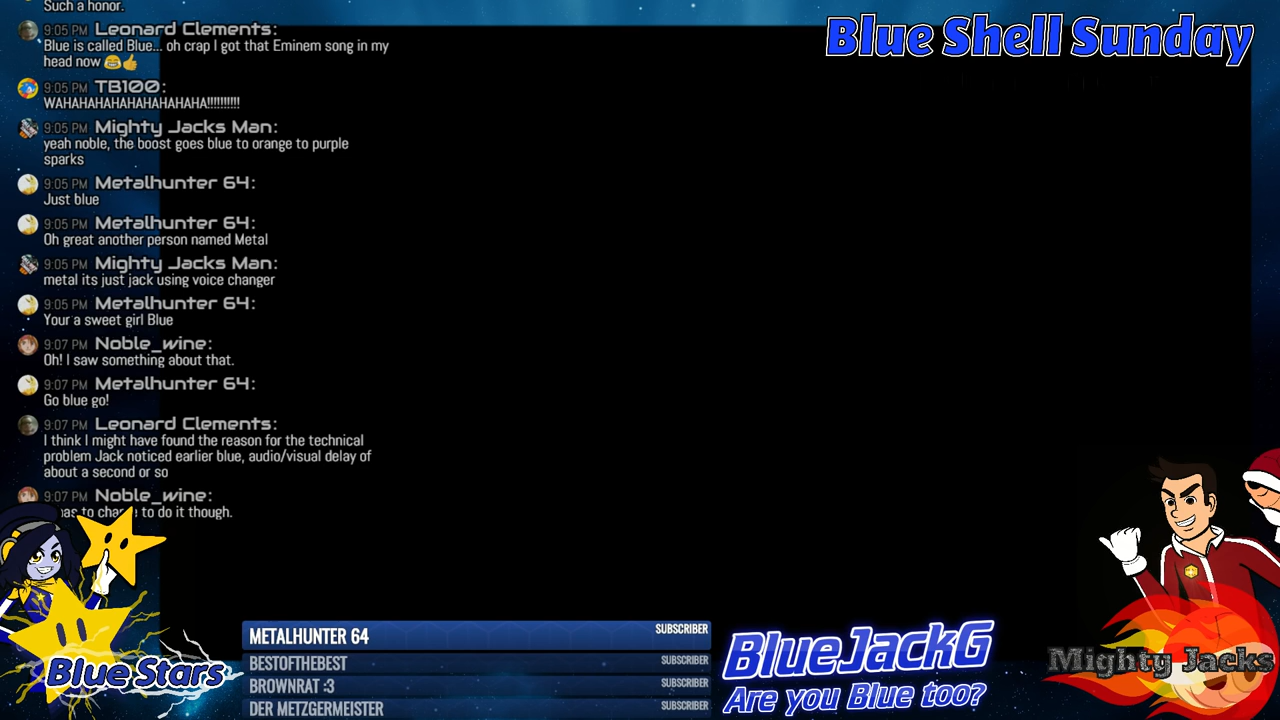 Such a honor.
9:05 PM Leonard Clements:
Blue is called Blue... oh crap I got that Eminem song in my
head now 😂👍
9:05 PM TB100:
WAHAHAHAHAHAHAHAHA!!!!!!!!!!
9:05 PM Mighty Jacks Man:
yeah noble, the boost goes blue to orange to purple
sparks
9:05 PM Metalhunter 64:
Just blue
9:05 PM Metalhunter 64:
Oh great another person named Metal
9:05 PM Mighty Jacks Man:
metal its just jack using voice changer
9:05 PM Metalhunter 64:
Your a sweet girl Blue
9:07 PM Noble_wine:
Oh! I saw something about that.
9:07 PM Metalhunter 64:
Go blue go!
9:07 PM Leonard Clements:
I think I might have found the reason for the technical
problem Jack noticed earlier blue, audio/visual delay of
about a second or so
9:07 PM Noble_wine:
has to to do it though.
Blue Shell Sunday
Blue Stars
METALHUNTER 64 SUBSCRIBER
BESTOFTHEBEST SUBSCRIBER
BROWNRAT :3 SUBSCRIBER
DER METZGERMEISTER SUBSCRIBER
BlueJackG
Are you Blue too?
Mighty Jacks